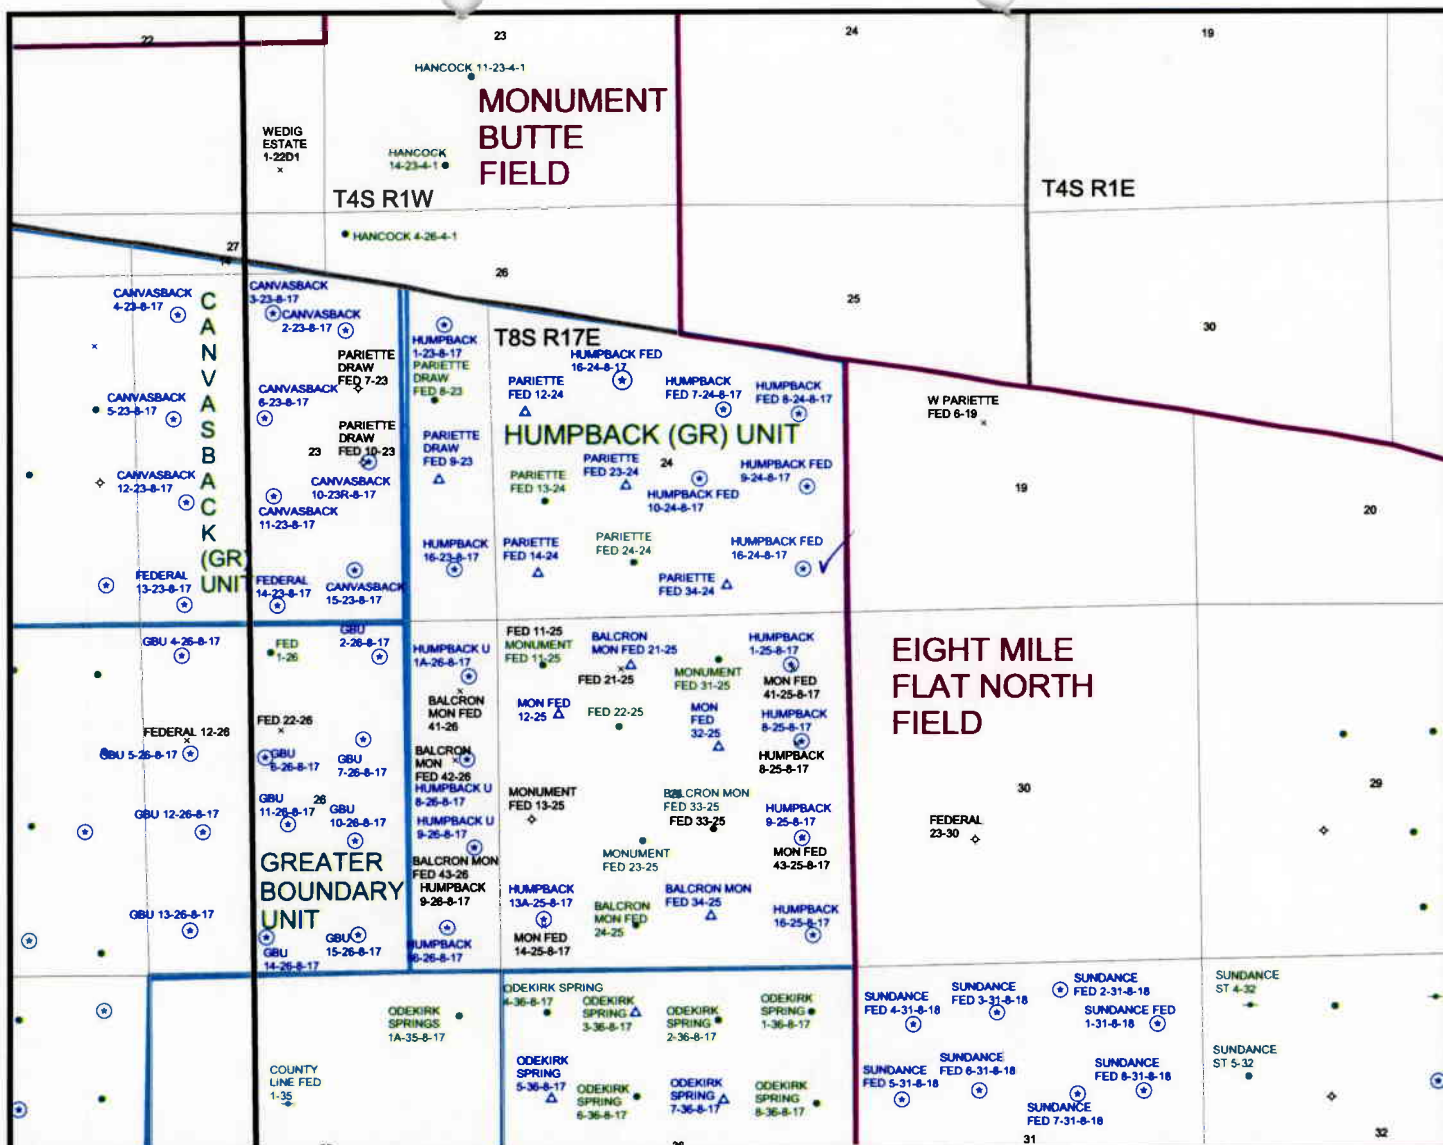 22
23
24
19
HANCOCK 11-23-4-1
MONUMENT
BUTTE
FIELD
WEDIG
ESTATE
1-22D1
HANCOCK
14-23-4-1
T4S R1W
T4S R1E
HANCOCK 4-26-4-1
27
26
25
30
CANVASBACK
4-23-8-17
CANVASBACK
3-23-8-17
CANVASBACK
2-23-8-17
C
A
N
V
A
S
B
A
C
K
(GR)
UNIT
PARIETTE
DRAW
FED 7-23
CANVASBACK
5-23-8-17
CANVASBACK
6-23-8-17
PARIETTE
DRAW
FED 10-23
23
CANVASBACK
12-23-8-17
CANVASBACK
10-23R-8-17
CANVASBACK
11-23-8-17
FEDERAL
13-23-8-17
FEDERAL
14-23-8-17
CANVASBACK
15-23-8-17
HUMPBACK
1-23-8-17
PARIETTE
DRAW
FED 8-23
T8S R17E
HUMPBACK FED
16-24-8-17
PARIETTE
FED 12-24
HUMPBACK
FED 7-24-8-17
HUMPBACK
FED 8-24-8-17
HUMPBACK (GR) UNIT
PARIETTE
DRAW
FED 9-23
PARIETTE
FED 13-24
PARIETTE
FED 23-24
24
HUMPBACK FED
9-24-8-17
HUMPBACK FED
10-24-8-17
HUMPBACK
16-23-8-17
PARIETTE
FED 14-24
PARIETTE
FED 24-24
HUMPBACK FED
16-24-8-17
PARIETTE
FED 34-24
W PARIETTE
FED 6-19
19
20
GBU 4-26-8-17
FED
1-26
GBU
2-26-8-17
HUMPBACK U
1A-26-8-17
FED 11-25
MONUMENT
FED 11-25
BALCRON
MON FED 21-25
FED 21-25
MONUMENT
FED 31-25
HUMPBACK
1-25-8-17
MON FED
41-25-8-17
EIGHT MILE
FLAT NORTH
FIELD
FEDERAL 12-26
GBU 5-26-8-17
FED 22-26
GBU
6-26-8-17
GBU
7-26-8-17
BALCRON
MON FED
41-26
MON FED
12-25
FED 22-25
MON
FED
32-25
HUMPBACK
8-25-8-17
HUMPBACK
8-25-8-17
BALCRON
MON
FED 42-26
HUMPBACK U
8-26-8-17
GBU 12-26-8-17
GBU
11-26-8-17
26
GBU
10-26-8-17
HUMPBACK U
9-26-8-17
MONUMENT
FED 13-25
BALCRON MON
FED 33-25
FED 33-25
HUMPBACK
9-25-8-17
MON FED
43-25-8-17
30
29
FEDERAL
23-30
GREATER
BOUNDARY
UNIT
BALCRON MON
FED 43-26
HUMPBACK
9-26-8-17
MONUMENT
FED 23-25
GBU 13-26-8-17
GBU
14-26-8-17
GBU
15-26-8-17
HUMPBACK
16-26-8-17
HUMPBACK
13A-25-8-17
MON FED
14-25-8-17
BALCRON
MON FED
24-25
BALCRON MON
FED 34-25
HUMPBACK
16-25-8-17
ODEKIRK
SPRINGS
1A-35-8-17
COUNTY
LINE FED
1-35
ODEKIRK SPRING
4-36-8-17
ODEKIRK
SPRING
3-36-8-17
ODEKIRK
SPRING
2-36-8-17
ODEKIRK
SPRING
1-36-8-17
ODEKIRK
SPRING
5-36-8-17
ODEKIRK
SPRING
6-36-8-17
ODEKIRK
SPRING
7-36-8-17
ODEKIRK
SPRING
8-36-8-17
SUNDANCE
FED 4-31-8-18
SUNDANCE
FED 3-31-8-18
SUNDANCE
FED 2-31-8-18
SUNDANCE FED
1-31-8-18
SUNDANCE
FED 5-31-8-18
SUNDANCE
FED 6-31-8-18
SUNDANCE
FED 8-31-8-18
SUNDANCE
FED 7-31-8-18
31
SUNDANCE
ST 4-32
SUNDANCE
ST 5-32
32